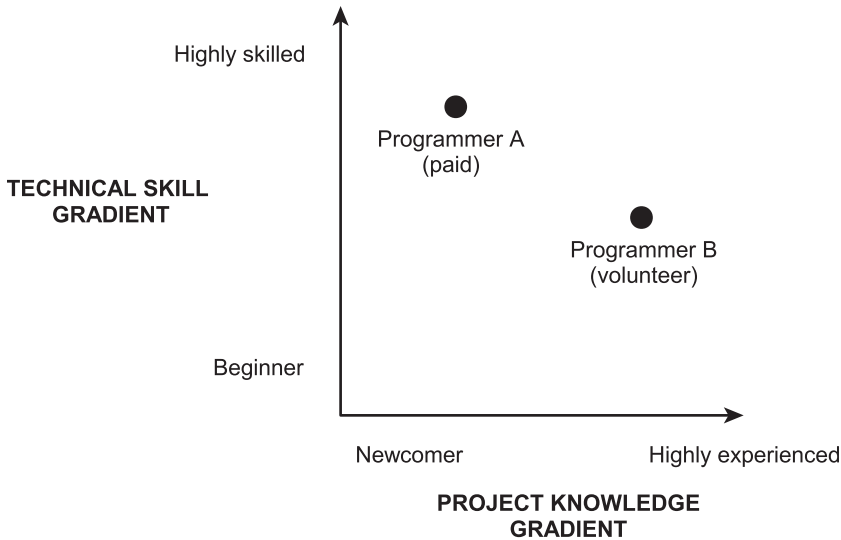 Highly skilled
Programmer A
(paid)
TECHNICAL SKILL
GRADIENT
Programmer B
(volunteer)
Beginner
Newcomer
Highly experienced
PROJECT KNOWLEDGE
GRADIENT